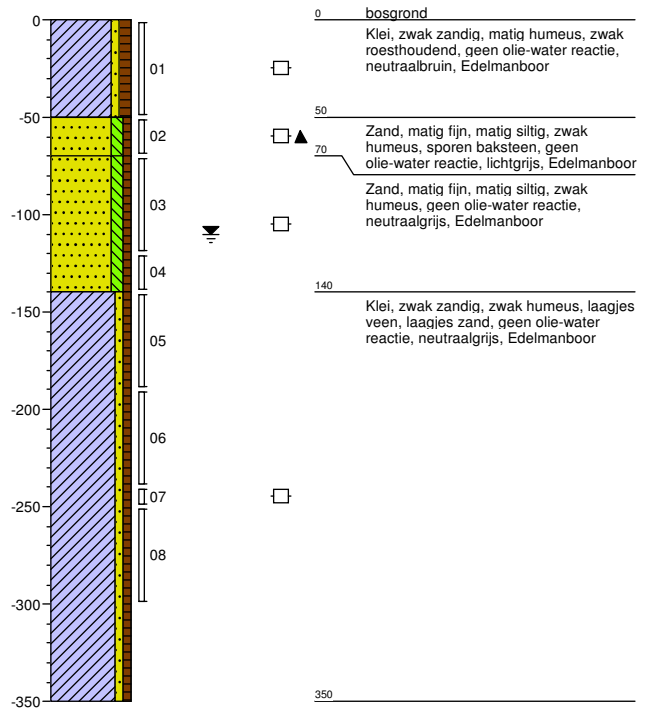 0
-50
-100
-150
-200
-250
-300
-350
01
02
03
04
05
06
07
08
0
bosgrond
Klei, zwak zandig, matig humeus, zwak
roesthoudend, geen olie-water reactie,
neutraalbruin, Edelmanboor
50
Zand, matig fijn, matig siltig, zwak
humeus, sporen baksteen, geen
olie-water reactie, lichtgrijs, Edelmanboor
70
Zand, matig fijn, matig siltig, zwak
humeus, geen olie-water reactie,
neutraalgrijs, Edelmanboor
140
Klei, zwak zandig, zwak humeus, laagjes
veen, laagjes zand, geen olie-water
reactie, neutraalgrijs, Edelmanboor
350